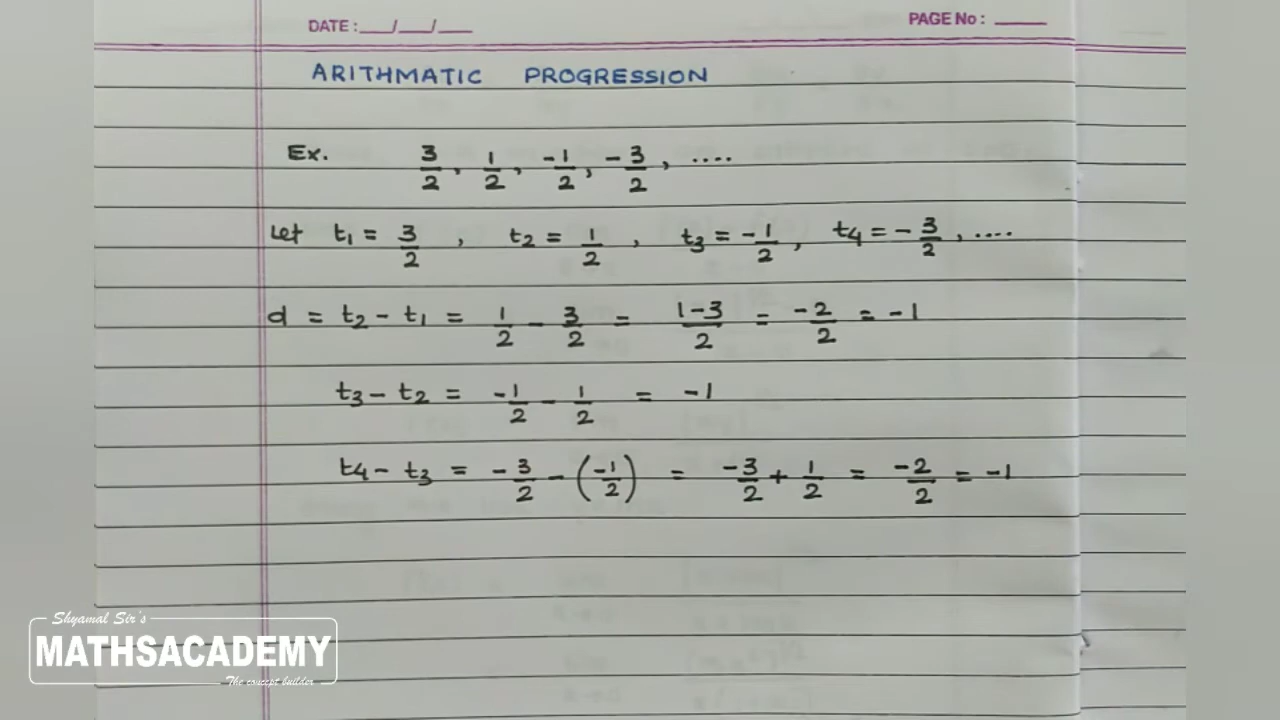 DATE : ___/___/___
PAGE No : _____
ARITHMATIC PROGRESSION
Ex. 3/2, 1/2, -1/2, -3/2, ....
Let t₁ = 3/2, t₂ = 1/2, t₃ = -1/2, t₄ = -3/2, ....
d = t₂ - t₁ = 1/2 - 3/2 = (1-3)/2 = -2/2 = -1
t₃ - t₂ = -1/2 - 1/2 = -1
t₄ - t₃ = -3/2 - (-1/2) = -3/2 + 1/2 = -2/2 = -1
Shyamal Sir's
MATHSACADEMY
The concept builder